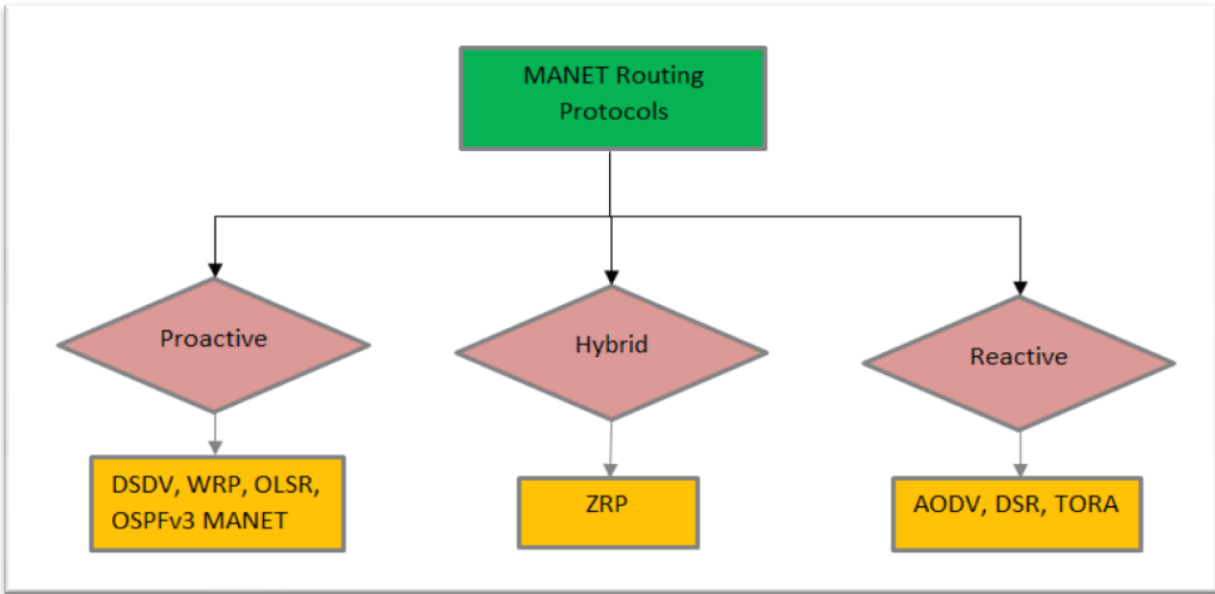 MANET Routing
Protocols
Proactive
Hybrid
Reactive
DSDV, WRP, OLSR,
OSPFv3 MANET
ZRP
AODV, DSR, TORA